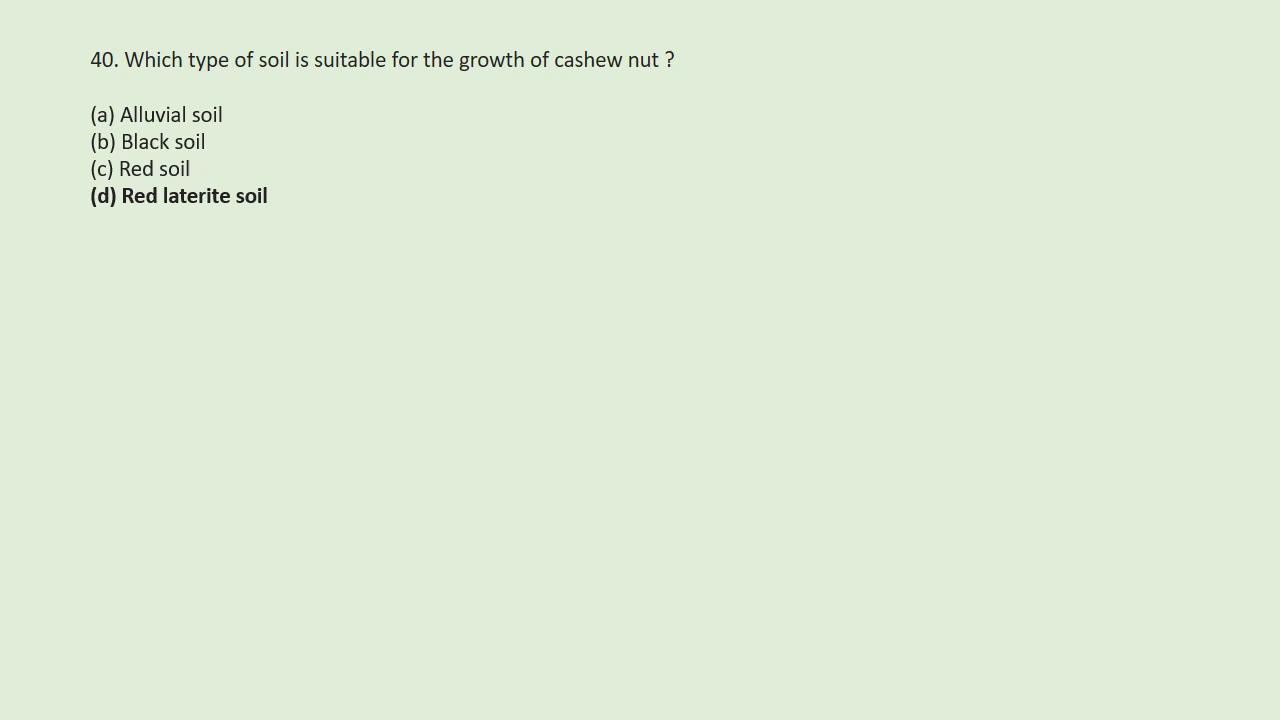 40. Which type of soil is suitable for the growth of cashew nut ?
(a) Alluvial soil
(b) Black soil
(c) Red soil
(d) Red laterite soil